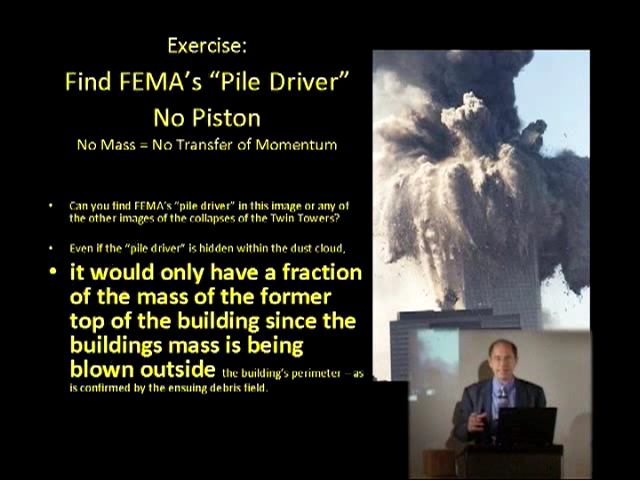 Exercise:
Find FEMA's "Pile Driver"
No Piston
No Mass = No Transfer of Momentum
• Can you find FEMA's "pile driver" in this image or any of
the other images of the collapses of the Twin Towers?
• Even if the "pile driver" is hidden within the dust cloud,
• it would only have a fraction
of the mass of the former
top of the building since the
buildings mass is being
blown outside the building's perimeter – as
is confirmed by the ensuing debris field.